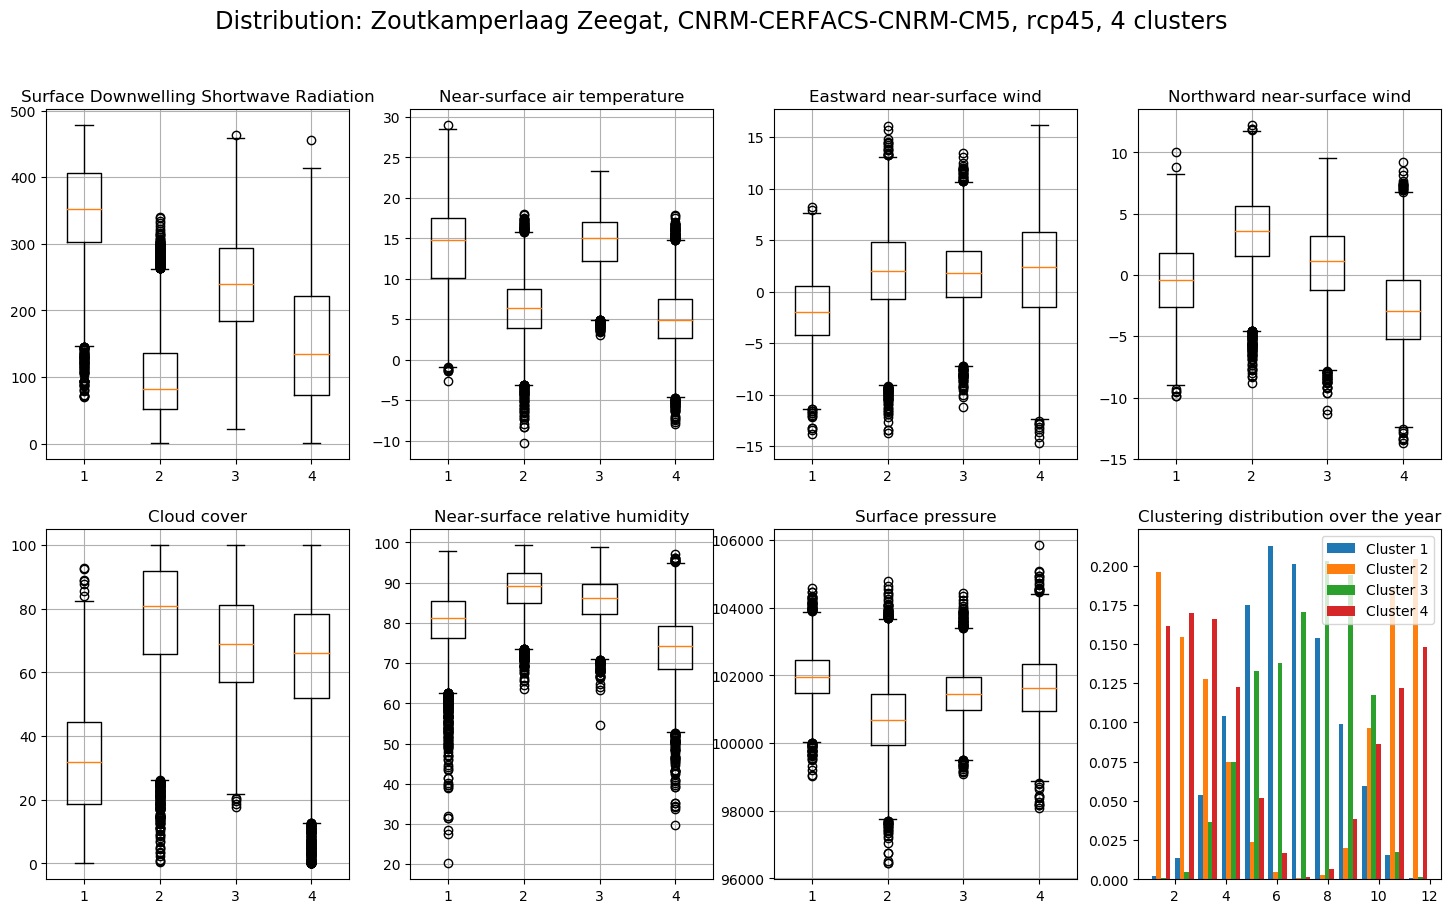 Distribution: Zoutkamperlaag Zeegat, CNRM-CERFACS-CNRM-CM5, rcp45, 4 clusters
Surface Downwelling Shortwave Radiation
500
400
300
200
100
0
1 2 3 4
Near-surface air temperature
30
25
20
15
10
5
0
−5
−10
1 2 3 4
Eastward near-surface wind
15
10
5
0
−5
−10
−15
1 2 3 4
Northward near-surface wind
10
5
0
−5
−10
−15
1 2 3 4
Cloud cover
100
80
60
40
20
0
1 2 3 4
Near-surface relative humidity
100
90
80
70
60
50
40
30
20
1 2 3 4
Surface pressure
106000
104000
102000
100000
98000
96000
1 2 3 4
Clustering distribution over the year
Cluster 1
Cluster 2
Cluster 3
Cluster 4
0.200
0.175
0.150
0.125
0.100
0.075
0.050
0.025
0.000
2 4 6 8 10 12